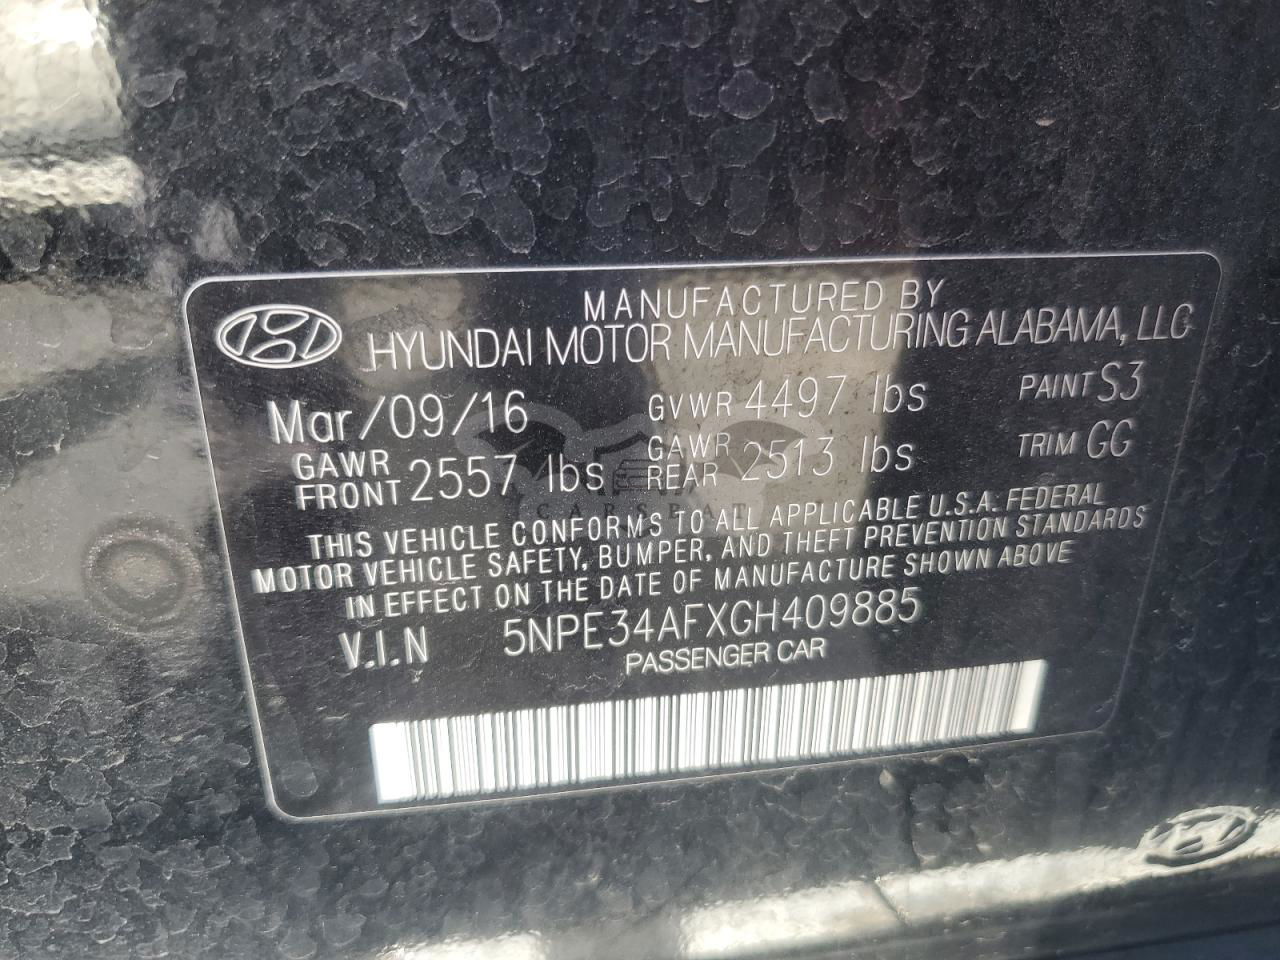 MANUFACTURED BY
HYUNDAI MOTOR MANUFACTURING ALABAMA, LLC
Mar/09/16 GVWR 4497 lbs PAINT S3
GAWR FRONT 2557 lbs GAWR REAR 2513 lbs TRIM GG
THIS VEHICLE CONFORMS TO ALL APPLICABLE U.S.A. FEDERAL
MOTOR VEHICLE SAFETY, BUMPER, AND THEFT PREVENTION STANDARDS
IN EFFECT ON THE DATE OF MANUFACTURE SHOWN ABOVE
V.I.N 5NPE34AFXGH409885
PASSENGER CAR
CARSEAT